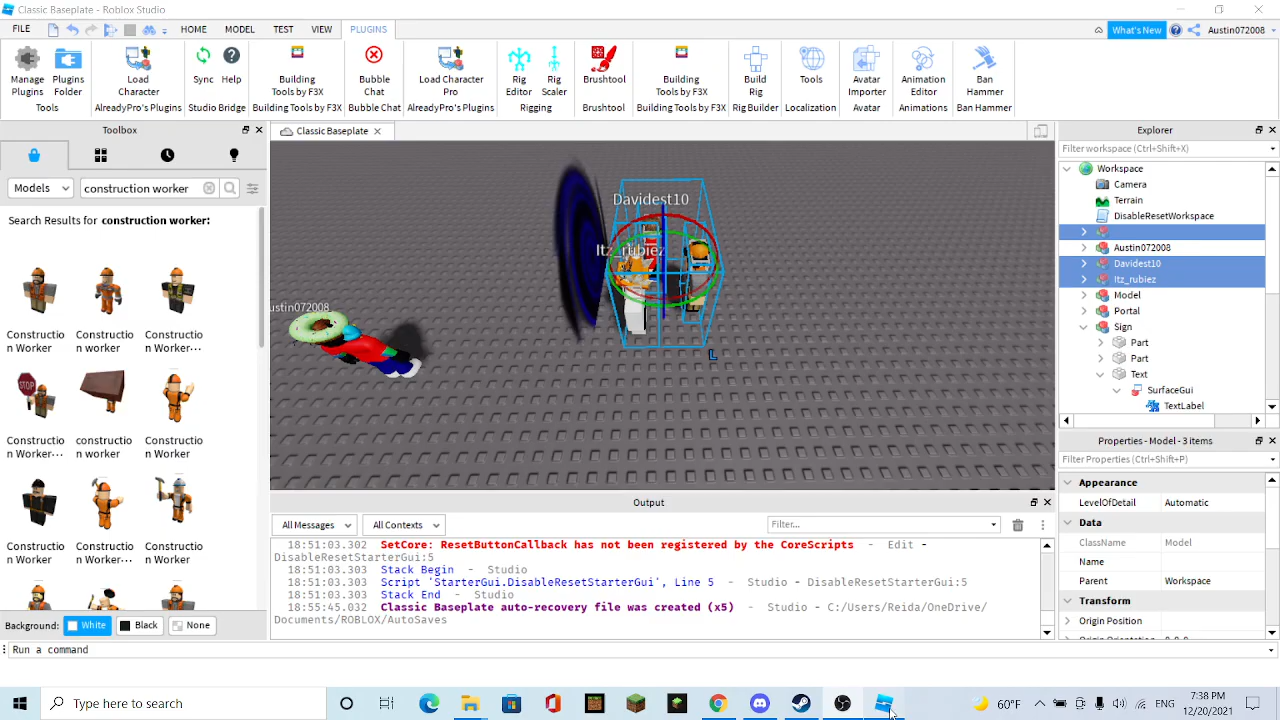 Classic Baseplate - Roblox Studio
FILE HOME MODEL TEST VIEW PLUGINS What's New Austin072008
Manage Plugins
Plugins Folder
Tools
Load Character
AlreadyPro's Plugins
Sync Help
Studio Bridge
Building Tools by F3X
Building Tools by F3X
Bubble Chat
Bubble Chat
Load Character Pro
AlreadyPro's Plugins
Rig Editor
Rig Scaler
Rigging
Brushtool
Brushtool
Building Tools by F3X
Building Tools by F3X
Build Rig
Rig Builder
Tools
Localization
Avatar Importer
Avatar
Animation Editor
Animations
Ban Hammer
Ban Hammer
Toolbox
Models construction worker
Search Results for construction worker:
Constructio
n Worker
Constructio
n Worker
Constructio
n Worker···
STOP
Constructio
n Worker···
constructio
n worker
Constructio
n Worker
Constructio
n Worker
Constructio
n Worker
Constructio
n Worker
Background: White Black None
Classic Baseplate
Davidest10
Itz_rubiez
ustin072008
L
Output
All Messages All Contexts Filter...
18:51:03.302 SetCore: ResetButtonCallback has not been registered by the CoreScripts - Edit -
DisableResetStarterGui:5
18:51:03.303 Stack Begin - Studio
18:51:03.303 Script 'StarterGui.DisableResetStarterGui', Line 5 - Studio - DisableResetStarterGui:5
18:51:03.303 Stack End - Studio
18:55:45.032 Classic Baseplate auto-recovery file was created (x5) - Studio - C:/Users/Reida/OneDrive/
Documents/ROBLOX/AutoSaves
Explorer
Filter workspace (Ctrl+Shift+X)
Workspace
Camera
Terrain
DisableResetWorkspace
Austin072008
Davidest10
Itz_rubiez
Model
Portal
Sign
Part
Part
Text
SurfaceGui
TextLabel
Properties - Model - 3 items
Filter Properties (Ctrl+Shift+P)
Appearance
LevelOfDetail Automatic
Data
ClassName Model
Name
Parent Workspace
Transform
Origin Position
Run a command
Type here to search
60°F
7:38 PM
12/20/2021